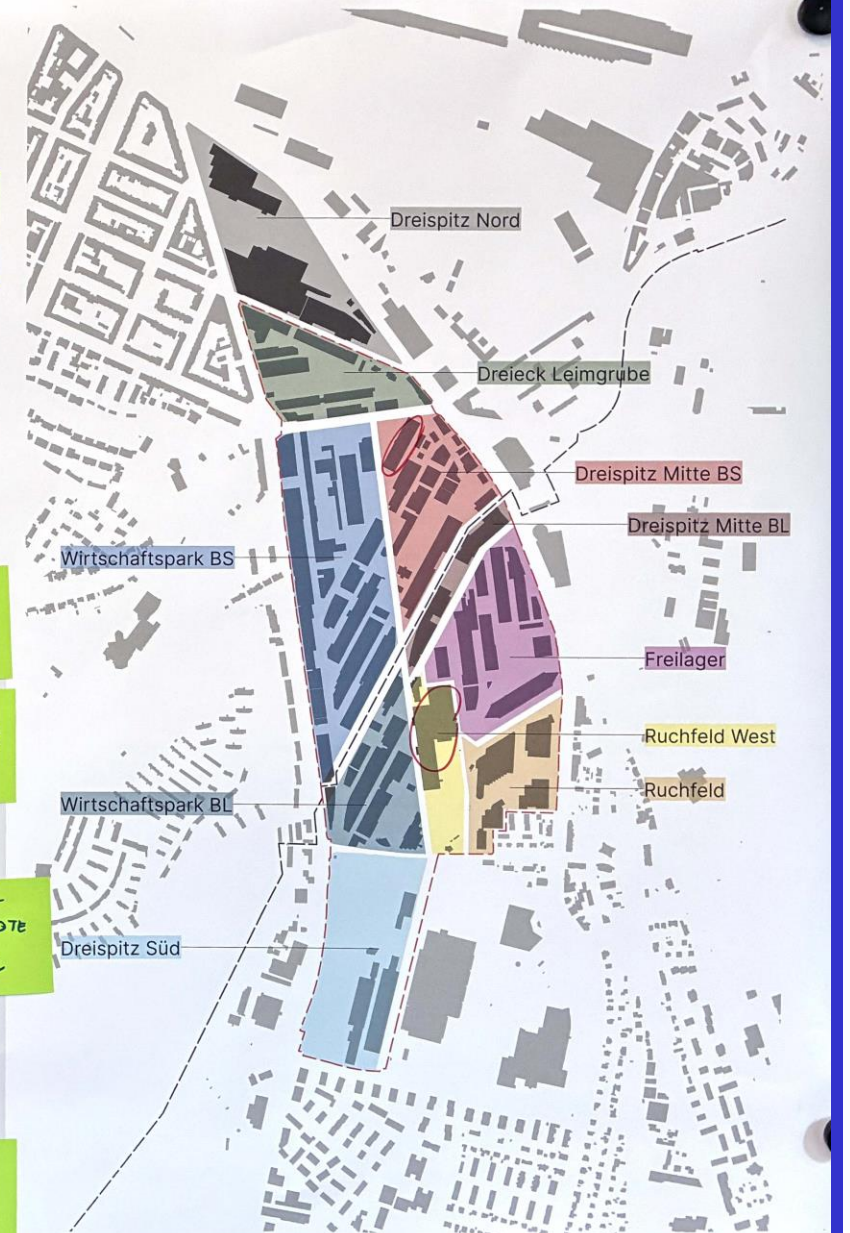 Dreispitz Nord
Dreieck Leimgrube
Dreispitz Mitte BS
Dreispitz Mitte BL
Wirtschaftspark BS
Freilager
Ruchfeld West
Ruchfeld
Wirtschaftspark BL
Dreispitz Süd